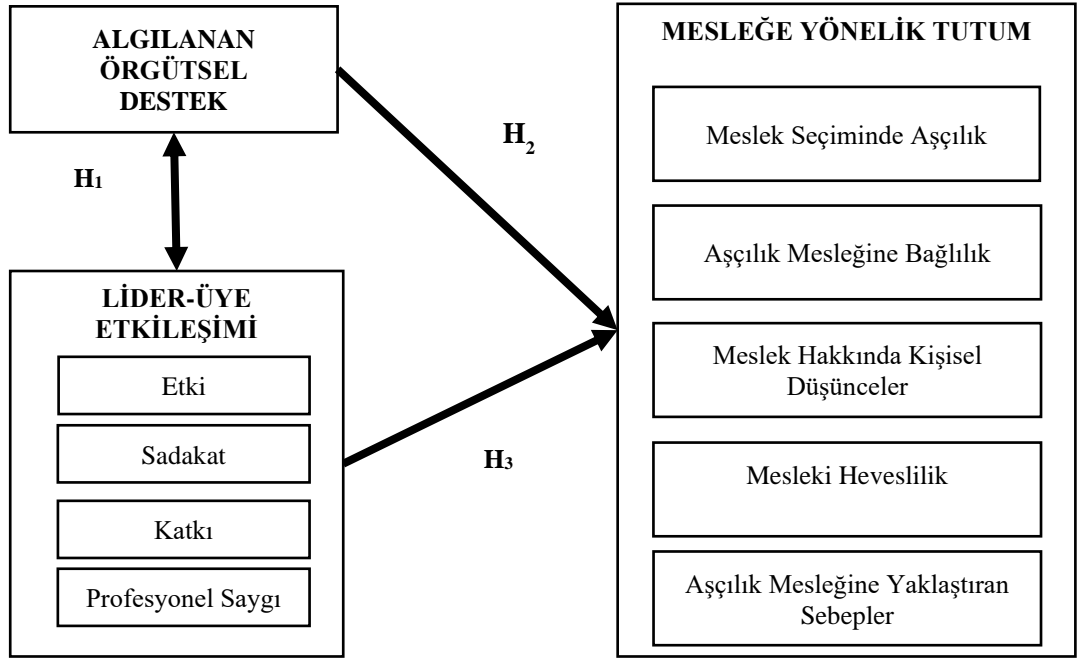 ALGILANAN
ÖRGÜTSEL
DESTEK
H1
LİDER-ÜYE
ETKİLEŞİMİ
Etki
Sadakat
Katkı
Profesyonel Saygı
H2
H3
MESLEĞE YÖNELİK TUTUM
Meslek Seçiminde Aşçılık
Aşçılık Mesleğine Bağlılık
Meslek Hakkında Kişisel
Düşünceler
Mesleki Heveslilik
Aşçılık Mesleğine Yaklaştıran
Sebepler